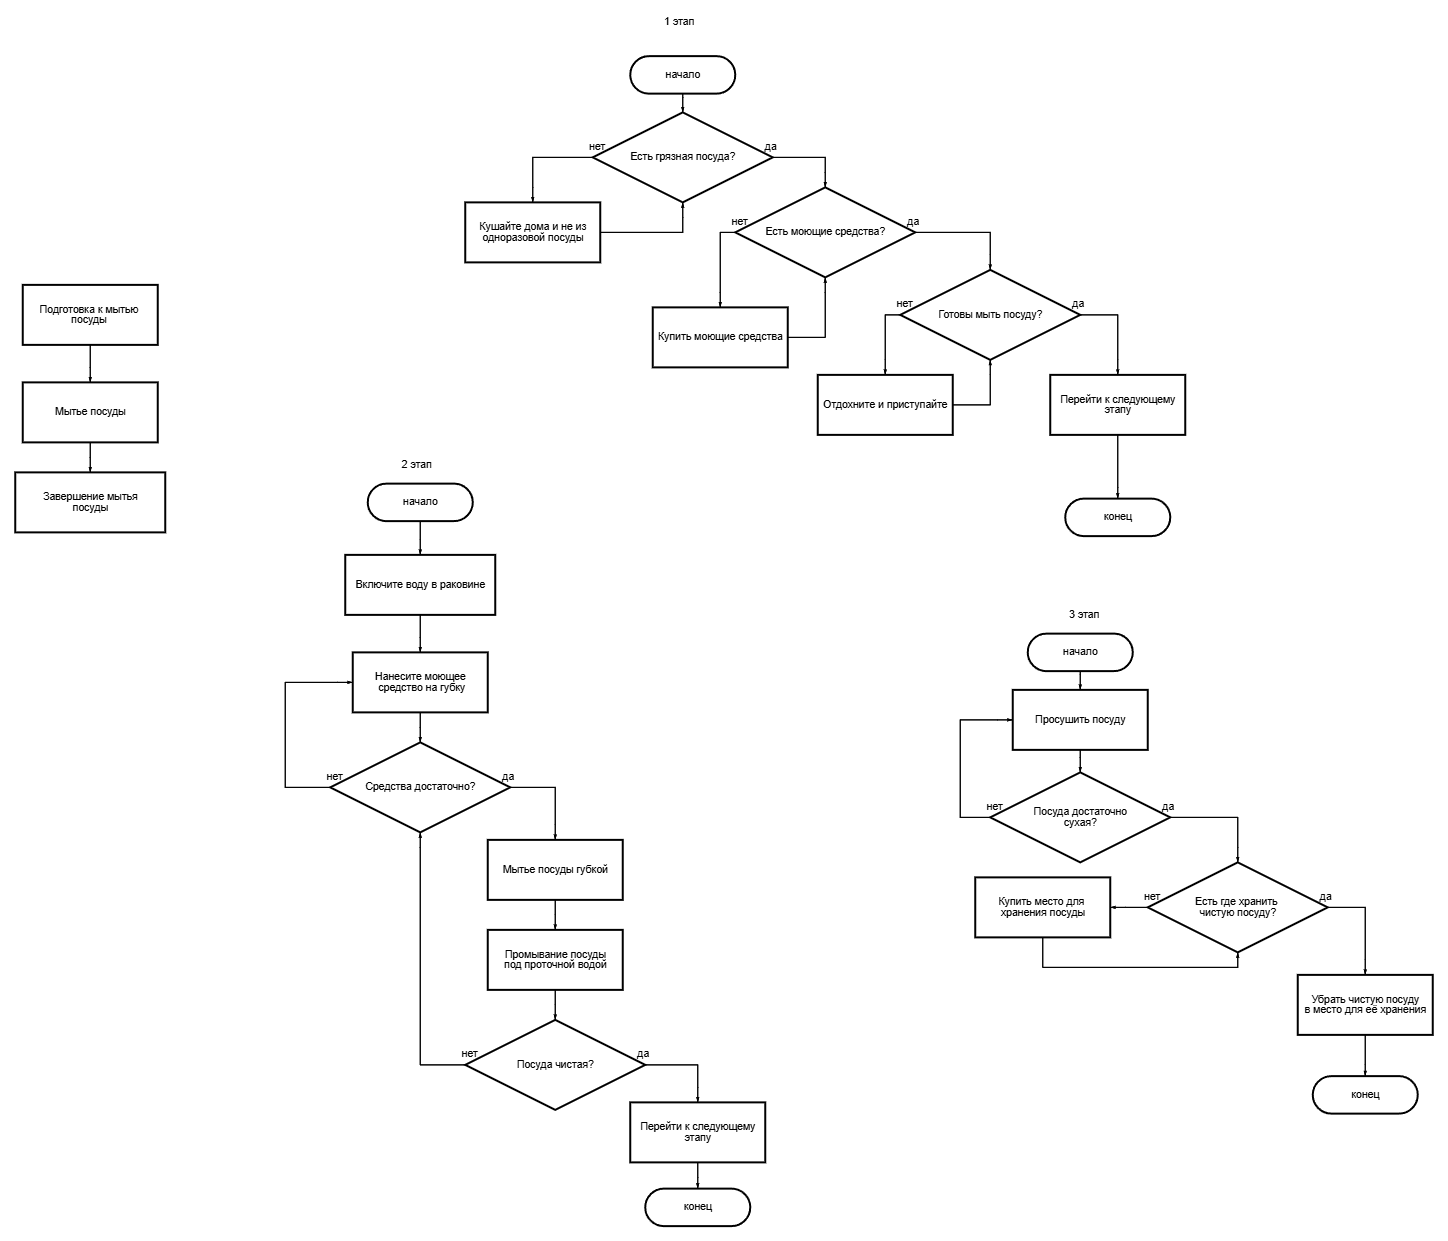 1 этап
начало
Есть грязная посуда?
нет
да
Кушайте дома и не из
одноразовой посуды
Есть моющие средства?
нет
да
Купить моющие средства
Готовы мыть посуду?
нет
да
Отдохните и приступайте
Перейти к следующему
этапу
конец
Подготовка к мытью
посуды
Мытье посуды
Завершение мытья
посуды
2 этап
начало
Включите воду в раковине
Нанесите моющее
средство на губку
Средства достаточно?
нет
да
Мытье посуды губкой
Промывание посуды
под проточной водой
Посуда чистая?
нет
да
Перейти к следующему
этапу
конец
3 этап
начало
Просушить посуду
Посуда достаточно
сухая?
нет
да
Есть где хранить
чистую посуду?
нет
да
Купить место для
хранения посуды
Убрать чистую посуду
в место для её хранения
конец